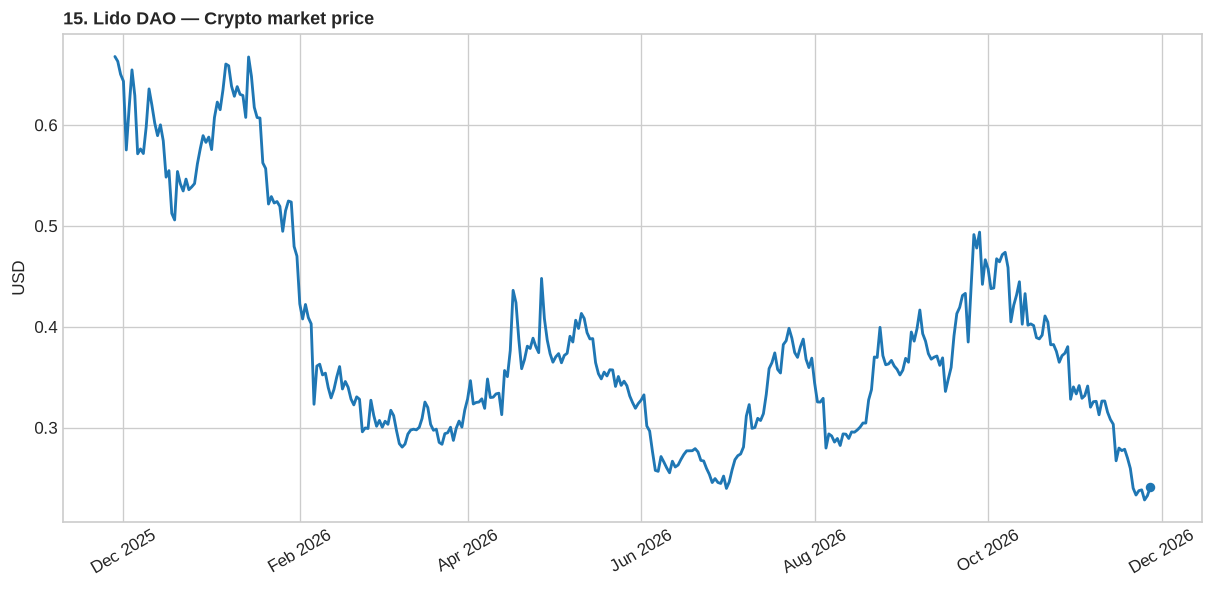 15. Lido DAO — Crypto market price
USD
0.6
0.5
0.4
0.3
Dec 2025
Feb 2026
Apr 2026
Jun 2026
Aug 2026
Oct 2026
Dec 2026